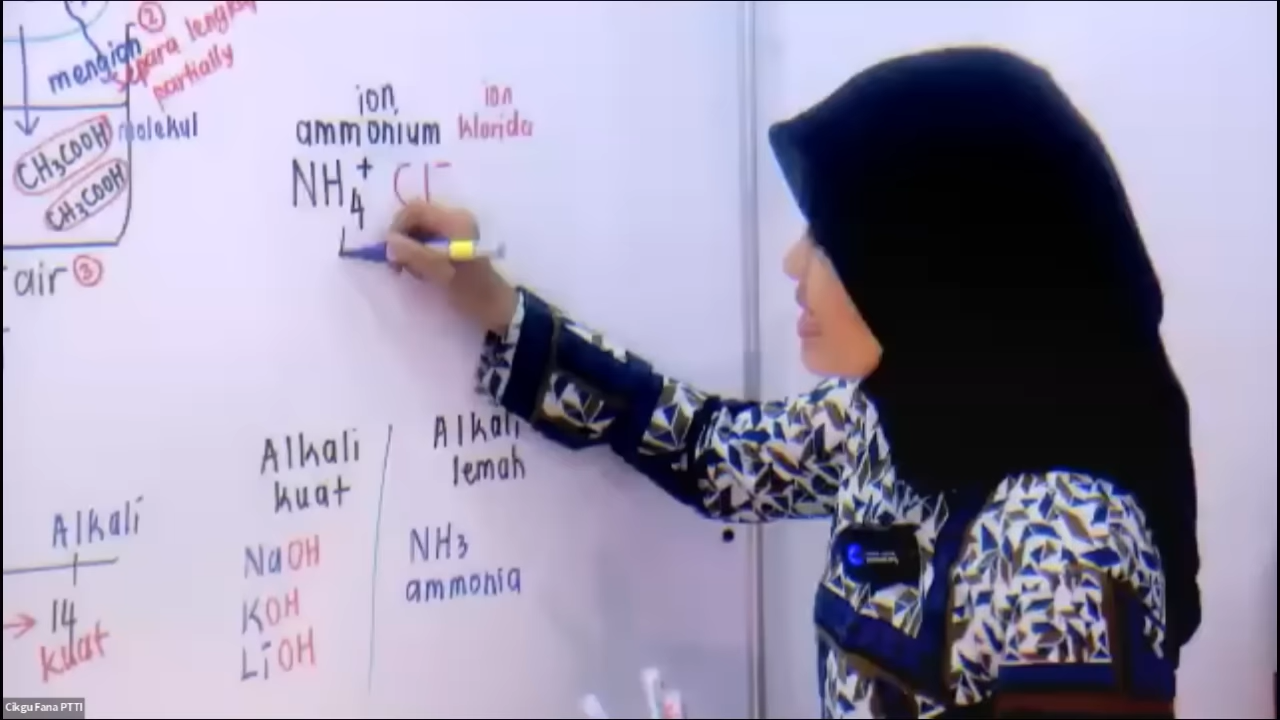 ②
mengion
separa lengkap
partially
molekul
CH₃COOH
CH₃COOH
air ③
ion
ammonium
ion
klorida
NH₄⁺ Cl⁻
Alkali
→ 14
kuat
Alkali
kuat
NaOH
KOH
LiOH
Alkali
lemah
NH₃
ammonia
Cikgu Fana PTTI